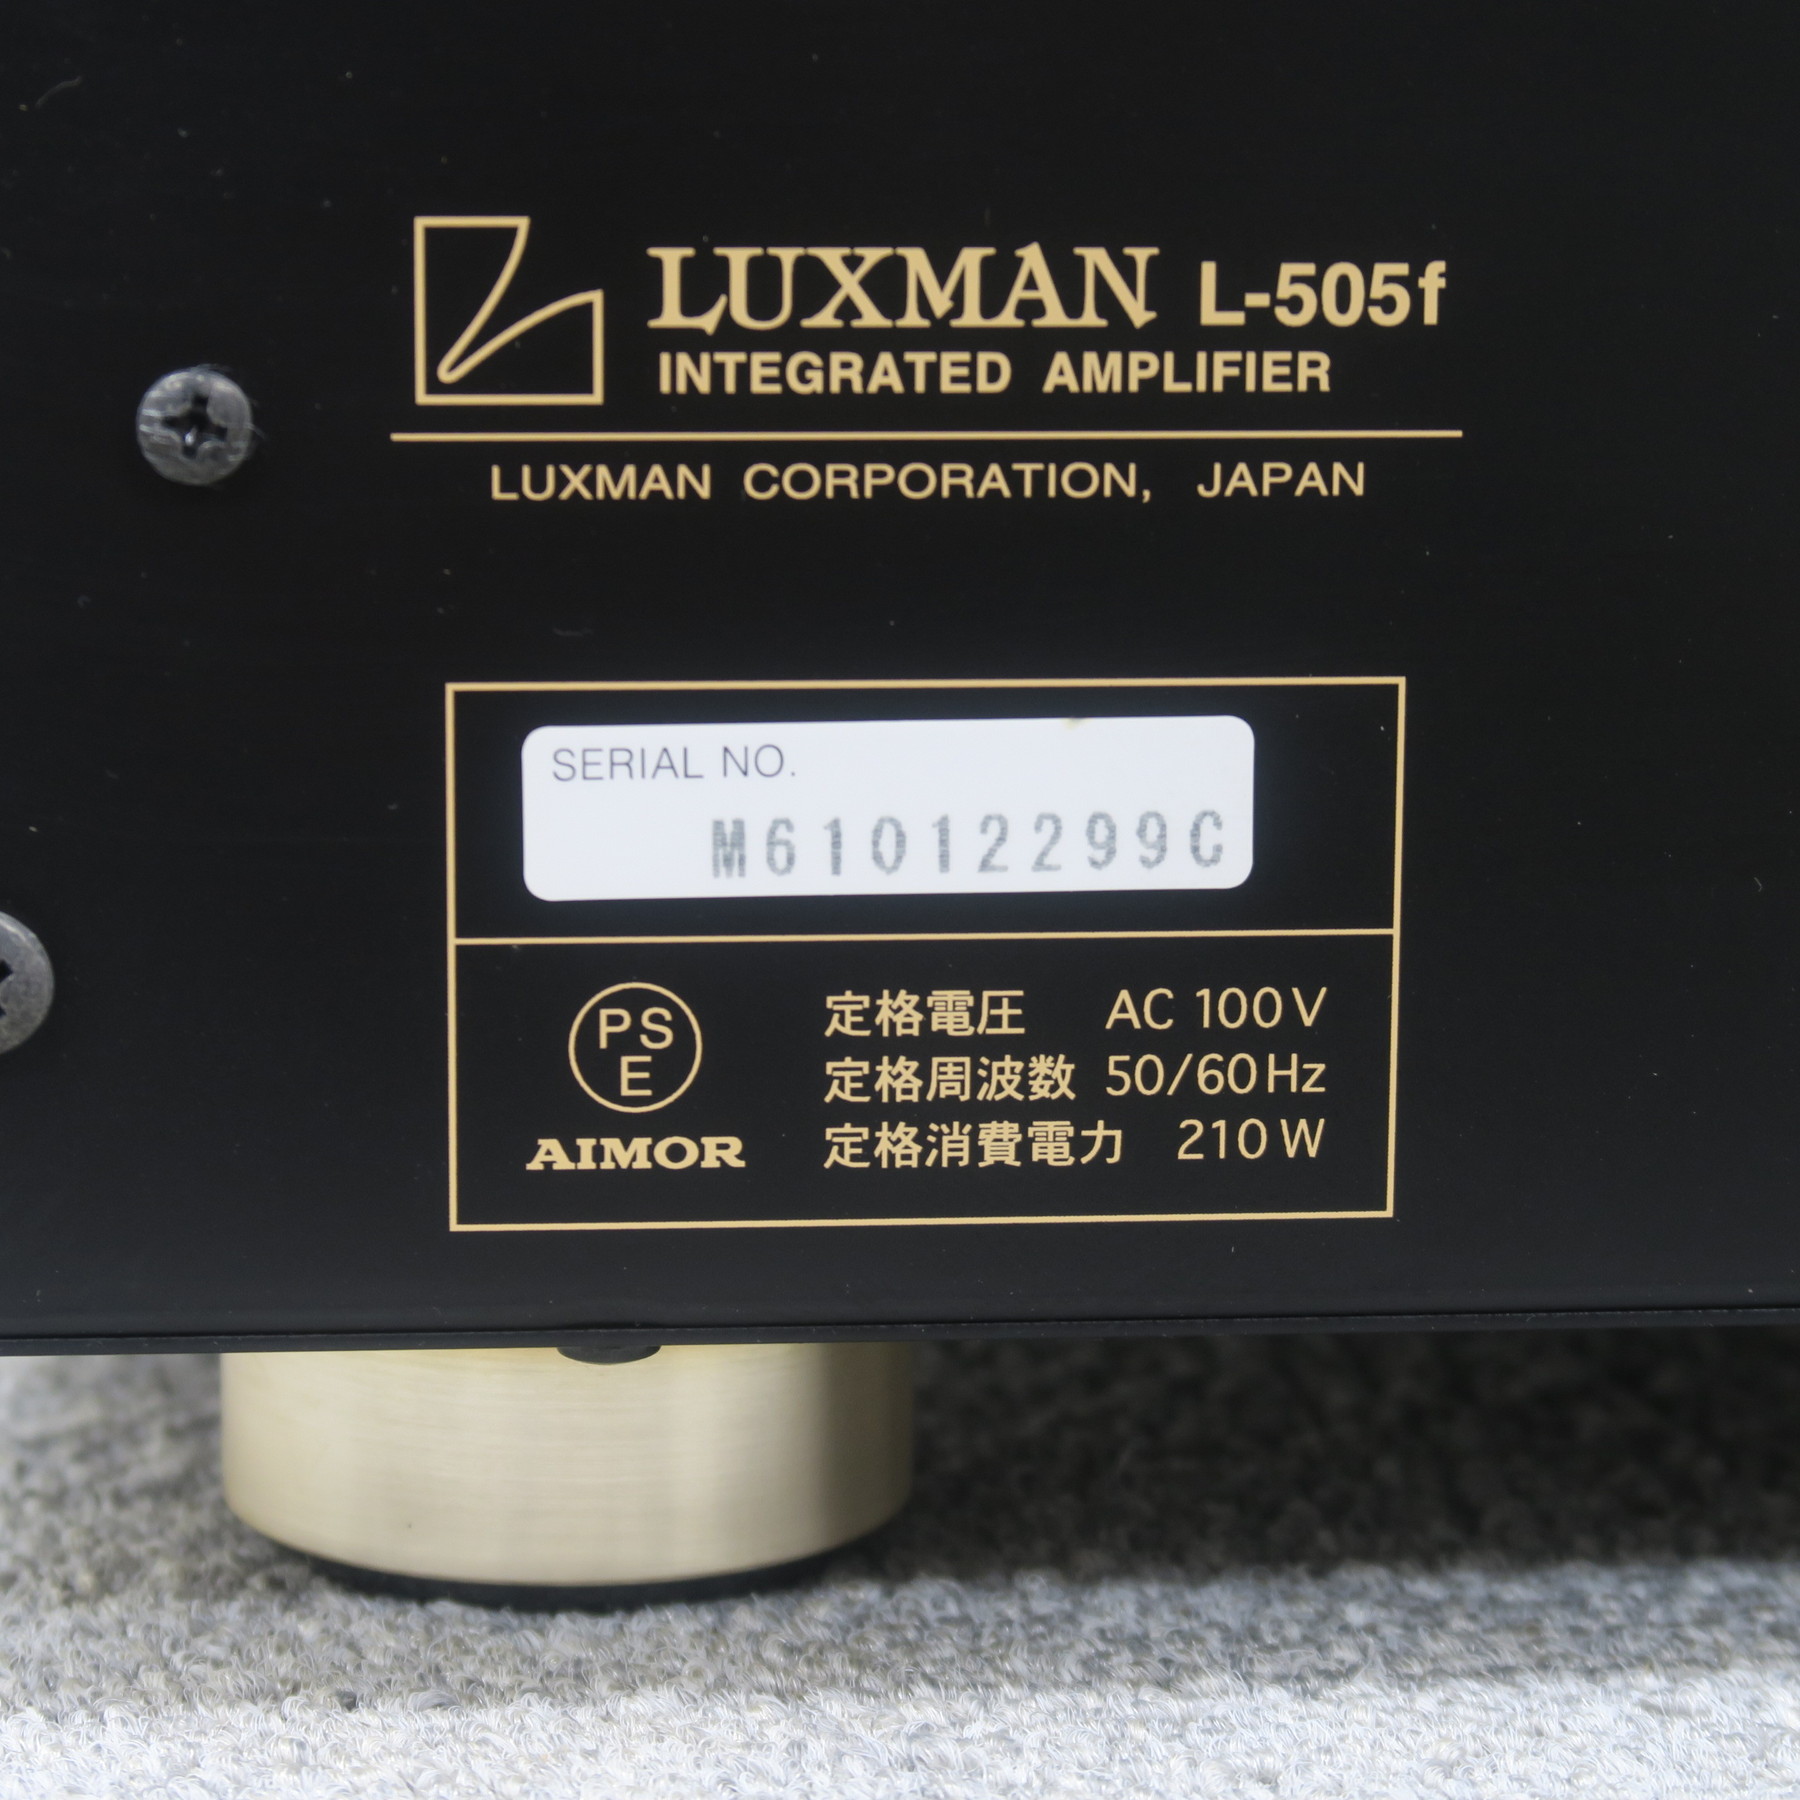 LUXMAN L-505f
INTEGRATED AMPLIFIER
LUXMAN CORPORATION, JAPAN
SERIAL NO.
M61012299C
PS
E
AIMOR
定格電圧 AC 100V
定格周波数 50/60Hz
定格消費電力 210W